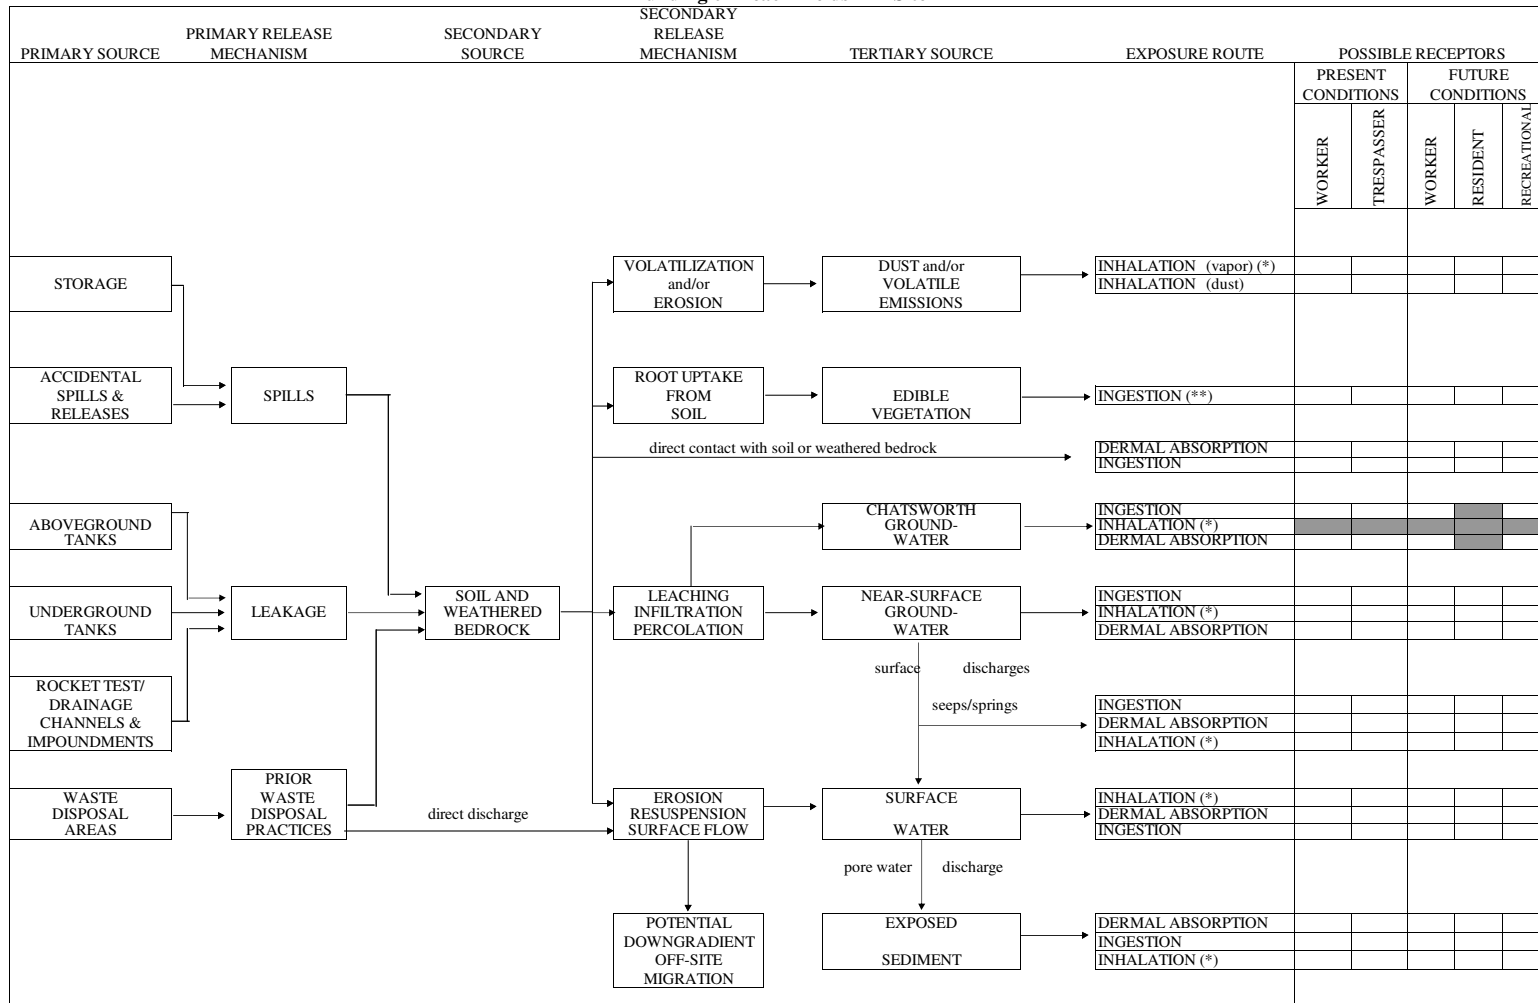 SECONDARY
PRIMARY RELEASE
SECONDARY
RELEASE
PRIMARY SOURCE
MECHANISM
SOURCE
MECHANISM
TERTIARY SOURCE
EXPOSURE ROUTE
POSSIBLE RECEPTORS
PRESENT
CONDITIONS
FUTURE
CONDITIONS
WORKER
TRESPASSER
WORKER
RESIDENT
RECREATIONAL
STORAGE
VOLATILIZATION
and/or
EROSION
DUST and/or
VOLATILE
EMISSIONS
INHALATION (vapor) (*)
INHALATION (dust)
ACCIDENTAL
SPILLS &
RELEASES
SPILLS
ROOT UPTAKE
FROM
SOIL
EDIBLE
VEGETATION
INGESTION (**)
direct contact with soil or weathered bedrock
DERMAL ABSORPTION
INGESTION
ABOVEGROUND
TANKS
CHATSWORTH
GROUND-
WATER
INGESTION
INHALATION (*)
DERMAL ABSORPTION
UNDERGROUND
TANKS
LEAKAGE
SOIL AND
WEATHERED
BEDROCK
LEACHING
INFILTRATION
PERCOLATION
NEAR-SURFACE
GROUND-
WATER
INGESTION
INHALATION (*)
DERMAL ABSORPTION
surface discharges
ROCKET TEST/
DRAINAGE
CHANNELS &
IMPOUNDMENTS
seeps/springs
INGESTION
DERMAL ABSORPTION
INHALATION (*)
WASTE
DISPOSAL
AREAS
PRIOR
WASTE
DISPOSAL
PRACTICES
direct discharge
EROSION
RESUSPENSION
SURFACE FLOW
SURFACE
WATER
INHALATION (*)
DERMAL ABSORPTION
INGESTION
pore water discharge
POTENTIAL
DOWNGRADIENT
OFF-SITE
MIGRATION
EXPOSED
SEDIMENT
DERMAL ABSORPTION
INGESTION
INHALATION (*)